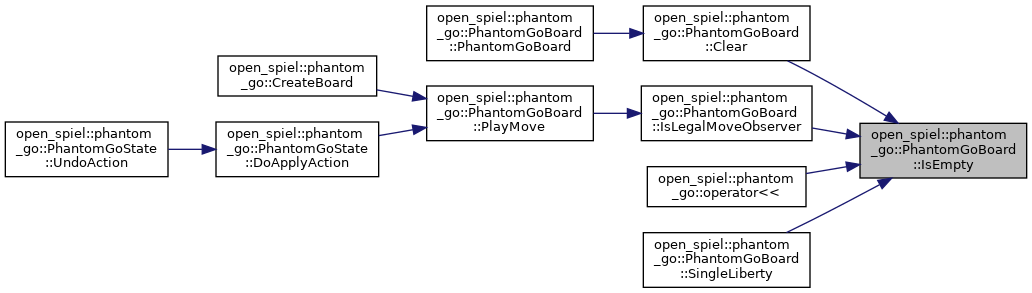 open_spiel::phantom
_go::PhantomGoBoard
::PhantomGoBoard
open_spiel::phantom
_go::PhantomGoBoard
::Clear
open_spiel::phantom
_go::CreateBoard
open_spiel::phantom
_go::PhantomGoBoard
::PlayMove
open_spiel::phantom
_go::PhantomGoBoard
::IsLegalMoveObserver
open_spiel::phantom
_go::PhantomGoState
::UndoAction
open_spiel::phantom
_go::PhantomGoState
::DoApplyAction
open_spiel::phantom
_go::PhantomGoBoard
::IsEmpty
open_spiel::phantom
_go::operator<<
open_spiel::phantom
_go::PhantomGoBoard
::SingleLiberty